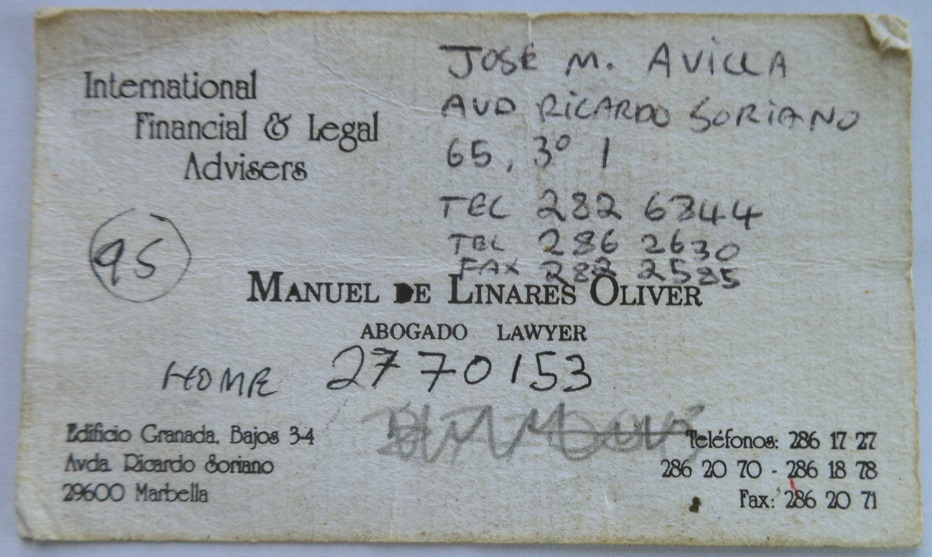 International
Financial & Legal
Advisers
JOSE M. AVILLA
AVD RICARDO SORIANO
65, 3º 1
TEL 282 6344
TEL 286 2630
FAX 282 2585
95
MANUEL DE LINARES OLIVER
ABOGADO LAWYER
HOME 2770153
Edificio Granada, Bajos 3-4
Avda. Ricardo Soriano
29600 Marbella
Teléfonos: 286 17 27
286 20 70 - 286 18 78
Fax: 286 20 71